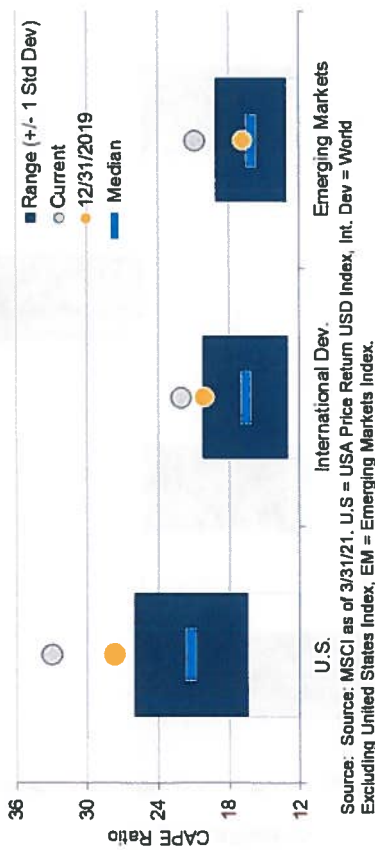 36
30
24
18
12
CAPE Ratio
Range (+/- 1 Std Dev)
Current
12/31/2019
Median
U.S.
International Dev.
Emerging Markets
Source: Source: MSCI as of 3/31/21. U.S = USA Price Return USD Index, Int. Dev = World
Excluding United States Index, EM = Emerging Markets Index.